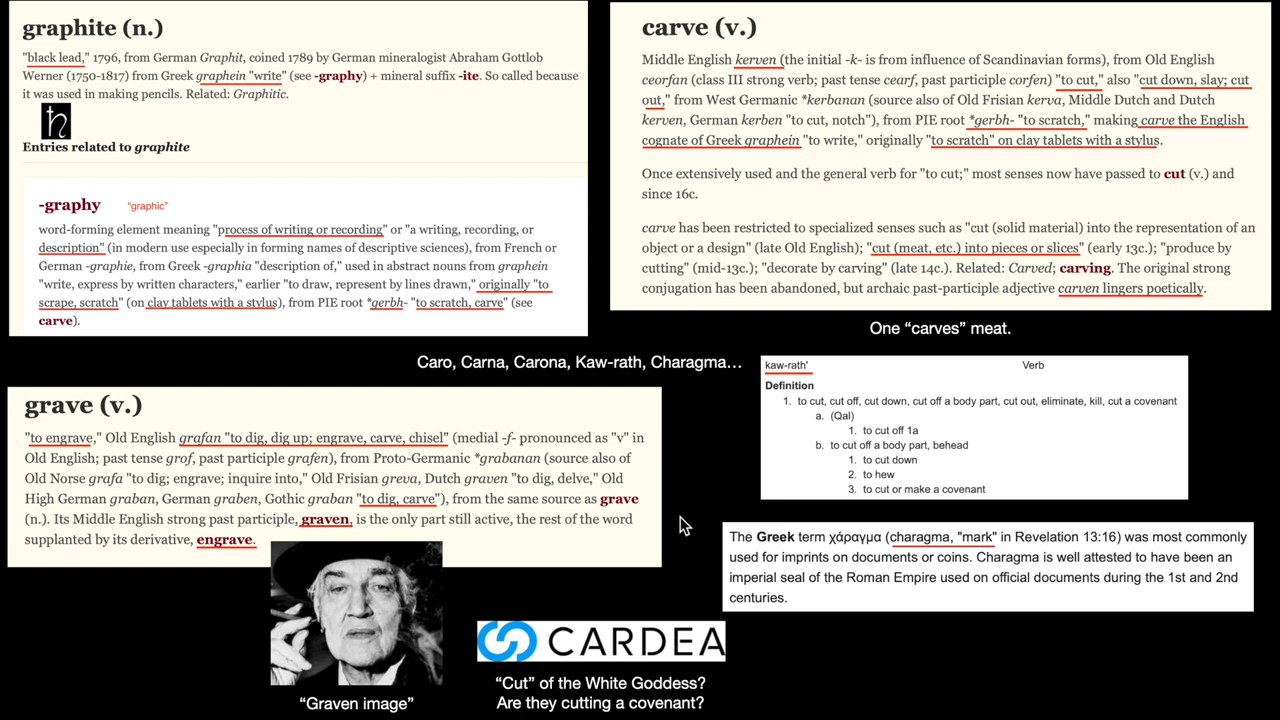 graphite (n.)
"black lead," 1796, from German Graphit, coined 1789 by German mineralogist Abraham Gottlob
Werner (1750-1817) from Greek graphein "write" (see -graphy) + mineral suffix -ite. So called because
it was used in making pencils. Related: Graphitic.
Entries related to graphite
-graphy "graphic"
word-forming element meaning "process of writing or recording" or "a writing, recording, or
description" (in modern use especially in forming names of descriptive sciences), from French or
German -graphie, from Greek -graphia "description of," used in abstract nouns from graphein
"write, express by written characters," earlier "to draw, represent by lines drawn," originally "to
scrape, scratch" (on clay tablets with a stylus), from PIE root *gerbh- "to scratch, carve" (see
carve).
carve (v.)
Middle English kerven (the initial -k- is from influence of Scandinavian forms), from Old English
ceorfan (class III strong verb; past tense cearf, past participle corfen) "to cut," also "cut down, slay; cut
out," from West Germanic *kerbanan (source also of Old Frisian kerva, Middle Dutch and Dutch
kerven, German kerben "to cut, notch"), from PIE root *gerbh- "to scratch," making carve the English
cognate of Greek graphein "to write," originally "to scratch" on clay tablets with a stylus.
Once extensively used and the general verb for "to cut;" most senses now have passed to cut (v.) and
since 16c.
carve has been restricted to specialized senses such as "cut (solid material) into the representation of an
object or a design" (late Old English); "cut (meat, etc.) into pieces or slices" (early 13c.); "produce by
cutting" (mid-13c.); "decorate by carving" (late 14c.). Related: Carved; carving. The original strong
conjugation has been abandoned, but archaic past-participle adjective carven lingers poetically.
One “carves” meat.
Caro, Carna, Carona, Kaw-rath, Charagma…
kaw-rath' Verb
Definition
1. to cut, cut off, cut down, cut off a body part, cut out, eliminate, kill, cut a covenant
a. (Qal)
1. to cut off 1a
b. to cut off a body part, behead
1. to cut down
2. to hew
3. to cut or make a covenant
grave (v.)
"to engrave," Old English grafan "to dig, dig up; engrave, carve, chisel" (medial -f- pronounced as "v" in
Old English; past tense grof, past participle grafen), from Proto-Germanic *grabanan (source also of
Old Norse grafa "to dig; engrave; inquire into," Old Frisian greva, Dutch graven "to dig, delve," Old
High German graban, German graben, Gothic graban "to dig, carve"), from the same source as grave
(n.). Its Middle English strong past participle, graven, is the only part still active, the rest of the word
supplanted by its derivative, engrave.
The Greek term χάραγμα (charagma, "mark" in Revelation 13:16) was most commonly
used for imprints on documents or coins. Charagma is well attested to have been an
imperial seal of the Roman Empire used on official documents during the 1st and 2nd
centuries.
“Graven image”
CARDEA
“Cut” of the White Goddess?
Are they cutting a covenant?